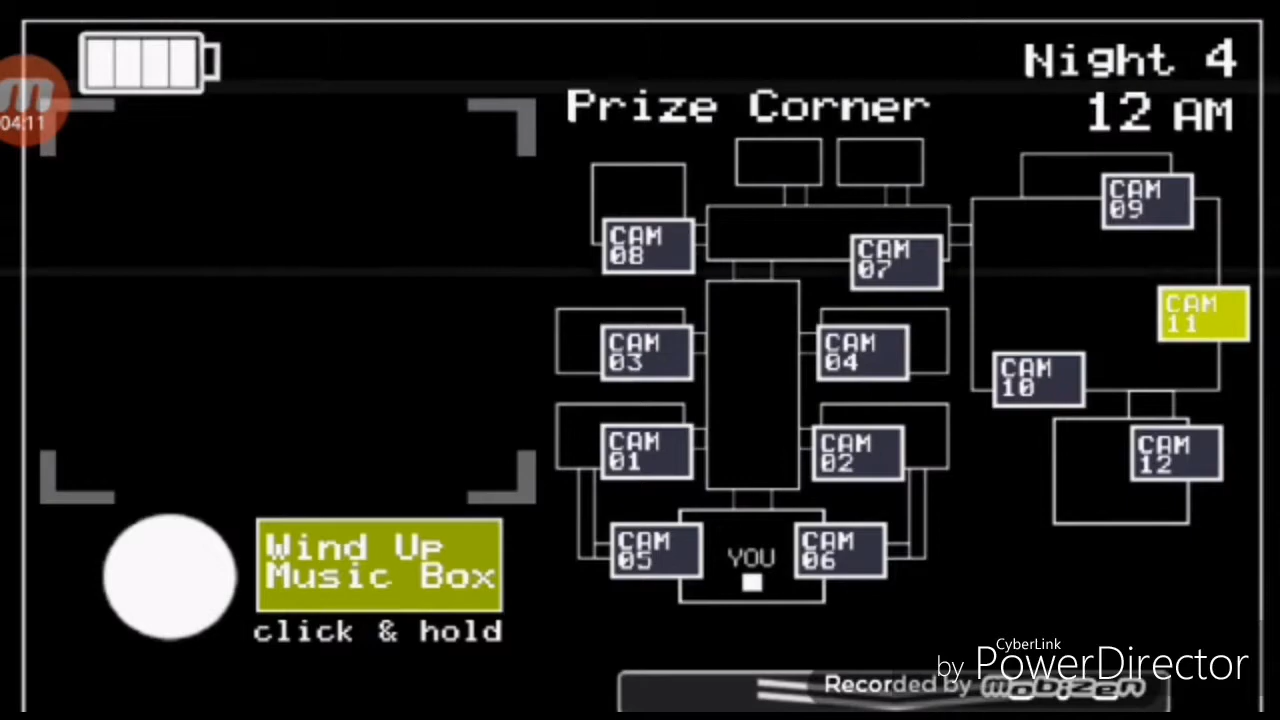 Night 4
12 AM
04:11
Prize Corner
CAM
09
CAM
08
CAM
07
CAM
11
CAM
03
CAM
04
CAM
10
CAM
01
CAM
02
CAM
12
CAM
05
YOU
CAM
06
Wind Up
Music Box
click & hold
CyberLink
by PowerDirector
Recorded by mobizen